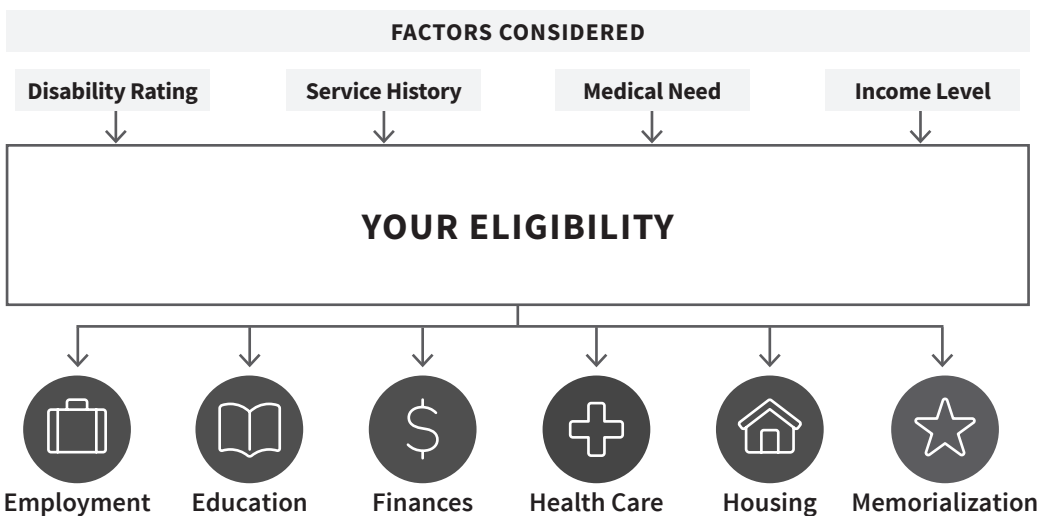 FACTORS CONSIDERED
Disability Rating
Service History
Medical Need
Income Level
YOUR ELIGIBILITY
$
Employment
Education
Finances
Health Care
Housing
Memorialization